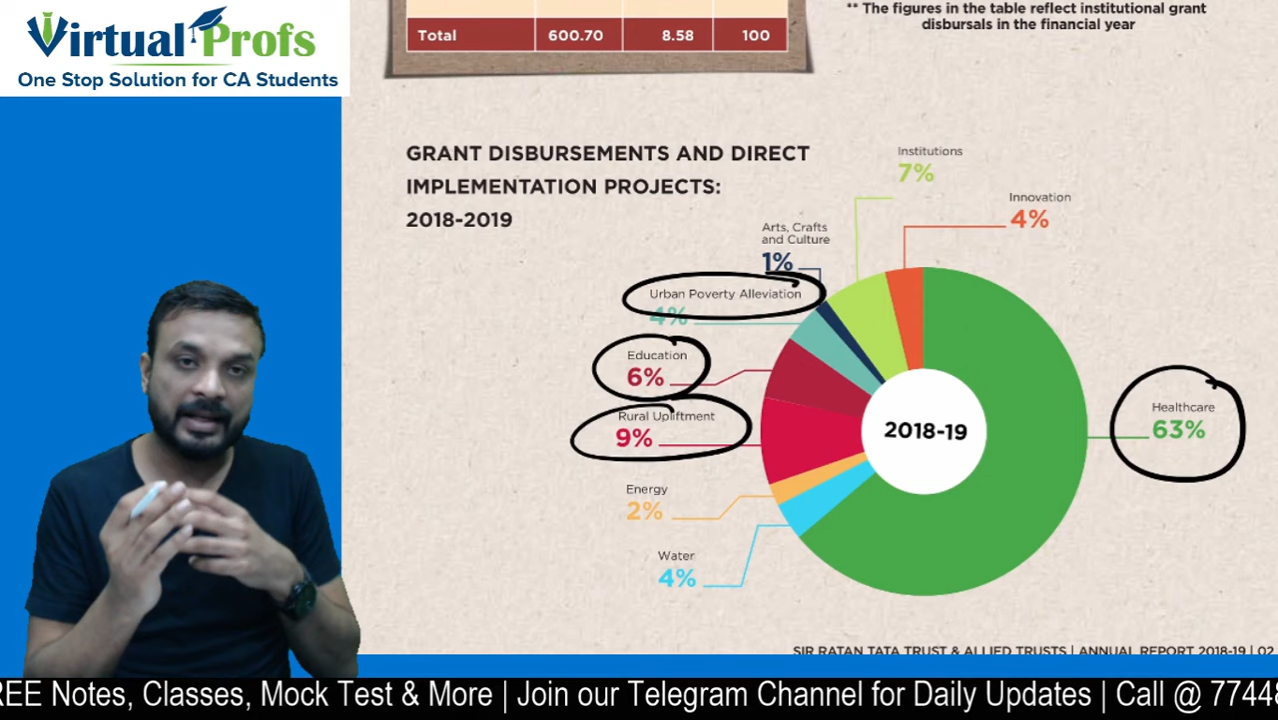 Virtual Profs
One Stop Solution for CA Students
Total 600.70 8.58 100
** The figures in the table reflect institutional grant
disbursals in the financial year
GRANT DISBURSEMENTS AND DIRECT
IMPLEMENTATION PROJECTS:
2018-2019
Institutions
7%
Innovation
4%
Arts, Crafts
and Culture
1%
Urban Poverty Alleviation
4%
Education
6%
Rural Upliftment
9%
Energy
2%
Water
4%
2018-19
Healthcare
63%
SIR RATAN TATA TRUST & ALLIED TRUSTS | ANNUAL REPORT 2018-19 | 02
REE Notes, Classes, Mock Test & More | Join our Telegram Channel for Daily Updates | Call @ 7744